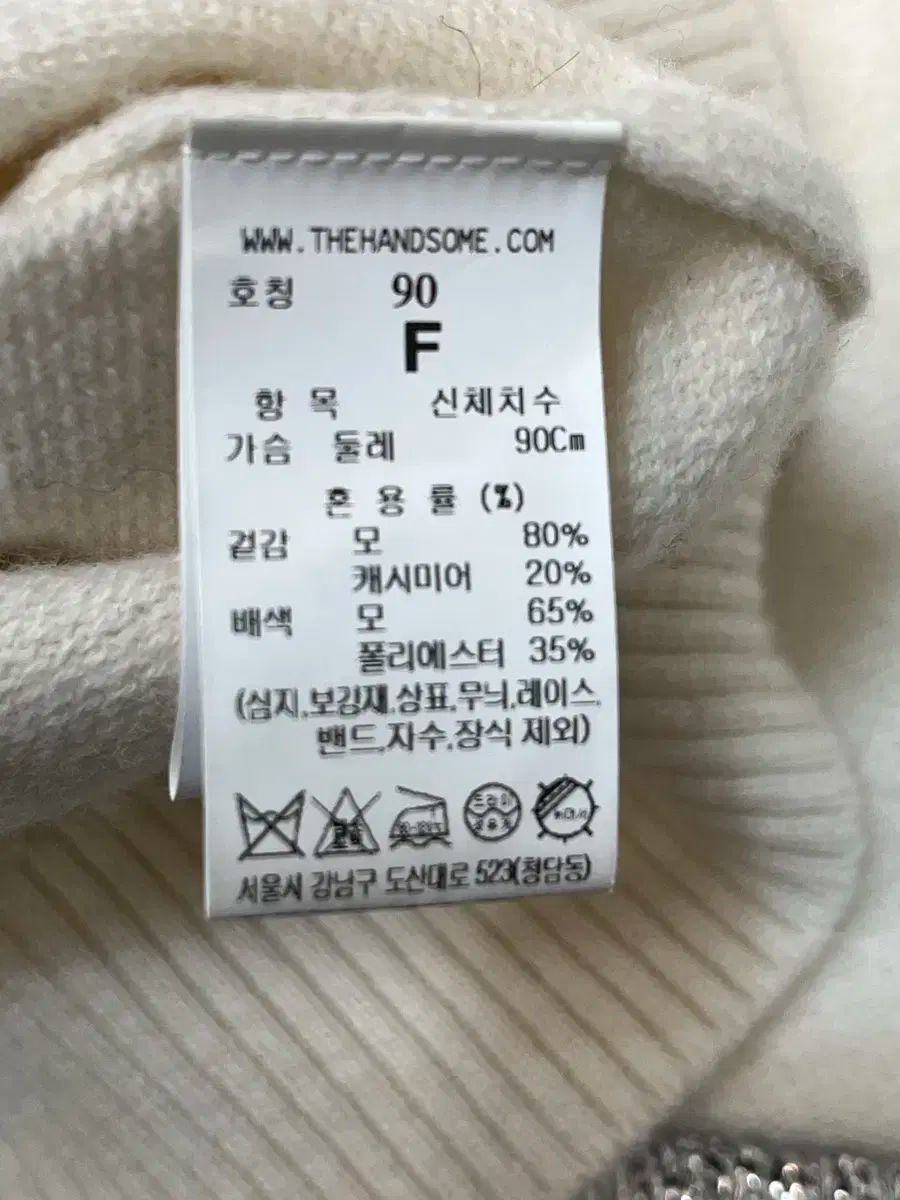 WWW.THEHANDSOME.COM
호칭 90
F
항 목 신체치수
가슴 둘레 90Cm
혼 용 률 (%)
겉감 모 80%
캐시미어 20%
배색 모 65%
폴리에스터 35%
(심지.보강재.상표.무늬.레이스.
밴드.자수.장식 제외)
드라이
서울시 강남구 도산대로 523(청담동)